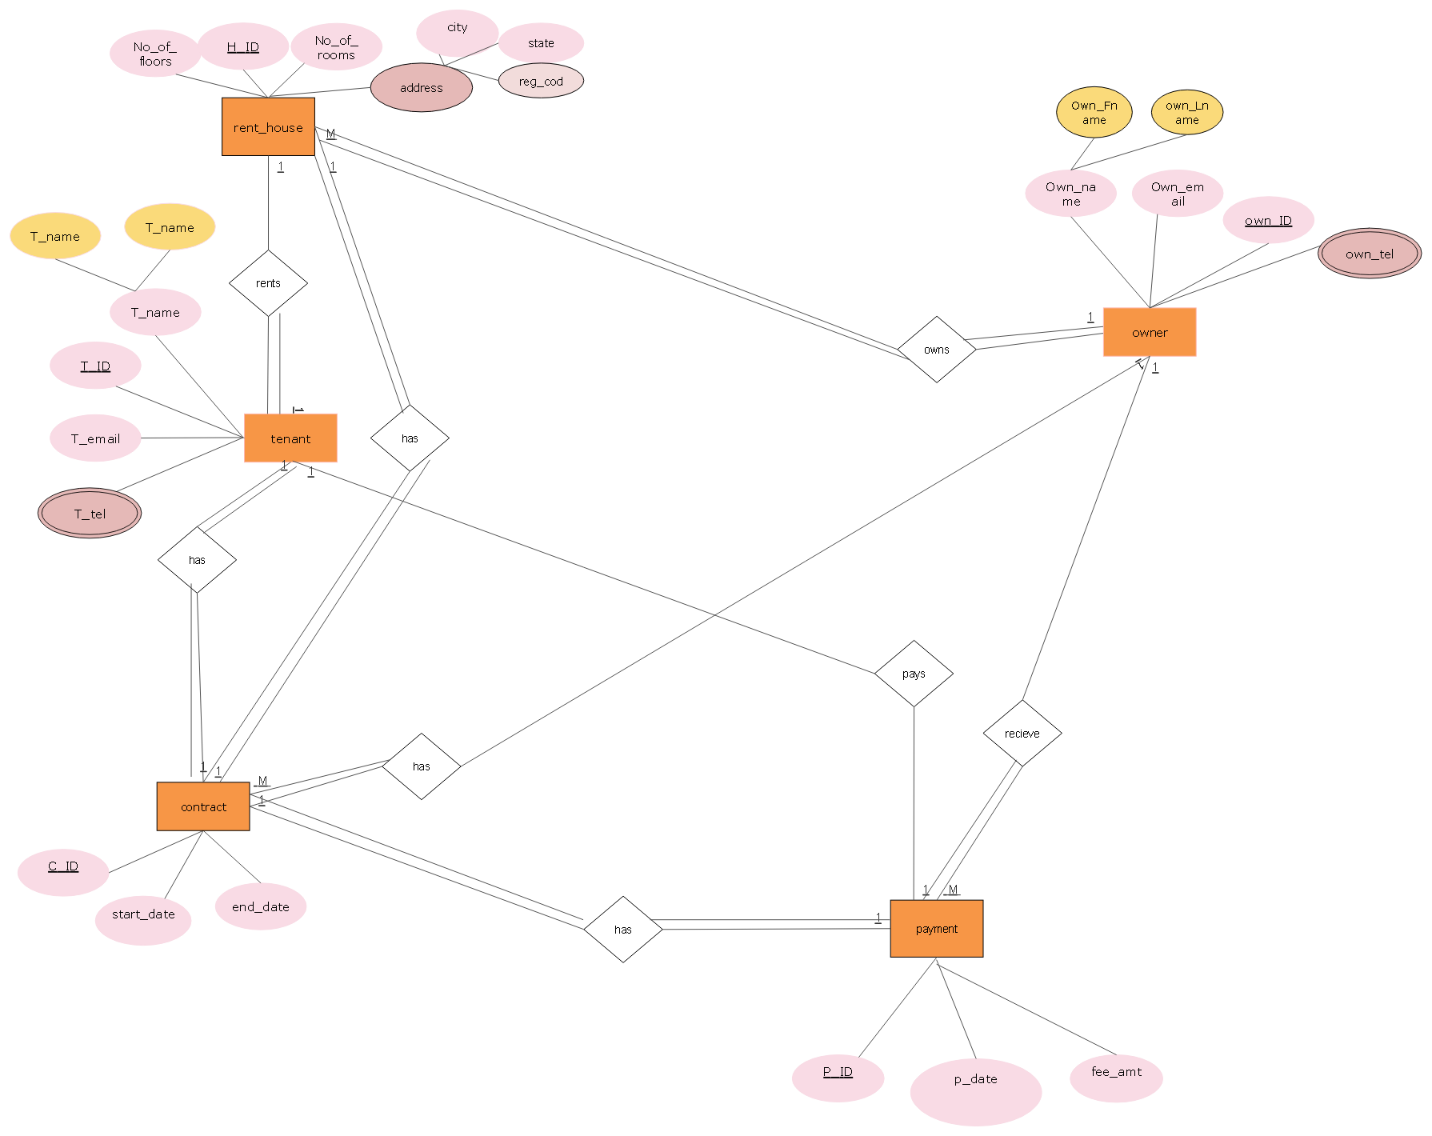 city
No_of_
floors
H_ID
No_of_
rooms
state
reg_cod
address
Own_Fn
ame
own_Ln
ame
rent_house
M
1
1
Own_na
me
Own_em
ail
own_ID
own_tel
T_name
T_name
rents
T_name
1
owner
owns
1
1
T_ID
1
tenant
has
T_email
1
1
T_tel
has
pays
recieve
has
1
1
M
1
contract
C_ID
start_date
end_date
1
M
1
has
payment
P_ID
p_date
fee_amt